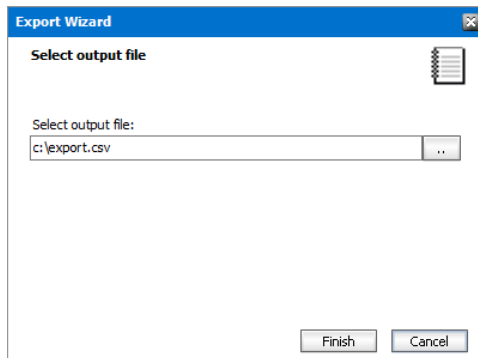 Export Wizard
Select output file
Select output file:
c:\export.csv
..
Finish
Cancel